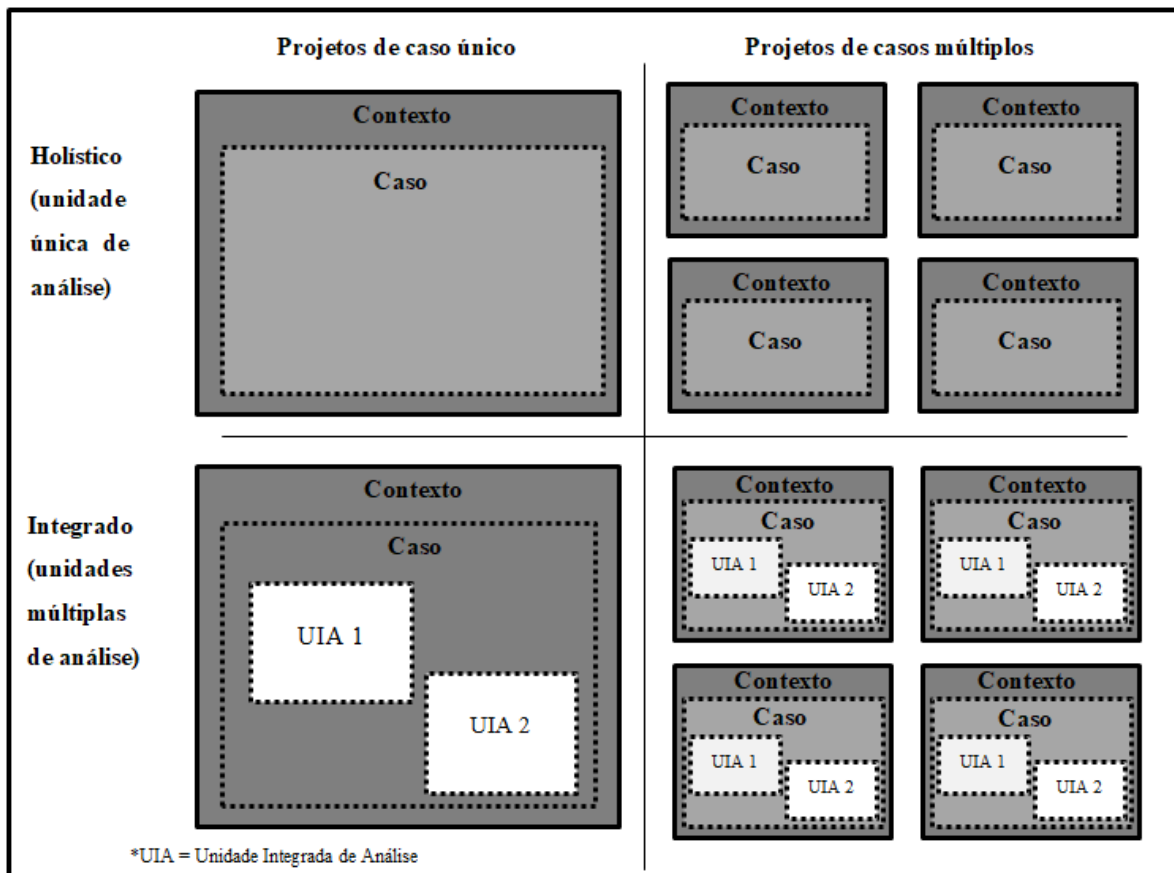 Projetos de caso único
Projetos de casos múltiplos
Holístico
(unidade
única de
análise)
Contexto
Caso
Contexto
Caso
Contexto
Caso
Contexto
Caso
Contexto
Caso
Integrado
(unidades
múltiplas
de análise)
Contexto
Caso
UIA 1
UIA 2
Contexto
Caso
UIA 1
UIA 2
Contexto
Caso
UIA 1
UIA 2
Contexto
Caso
UIA 1
UIA 2
Contexto
Caso
UIA 1
UIA 2
*UIA = Unidade Integrada de Análise